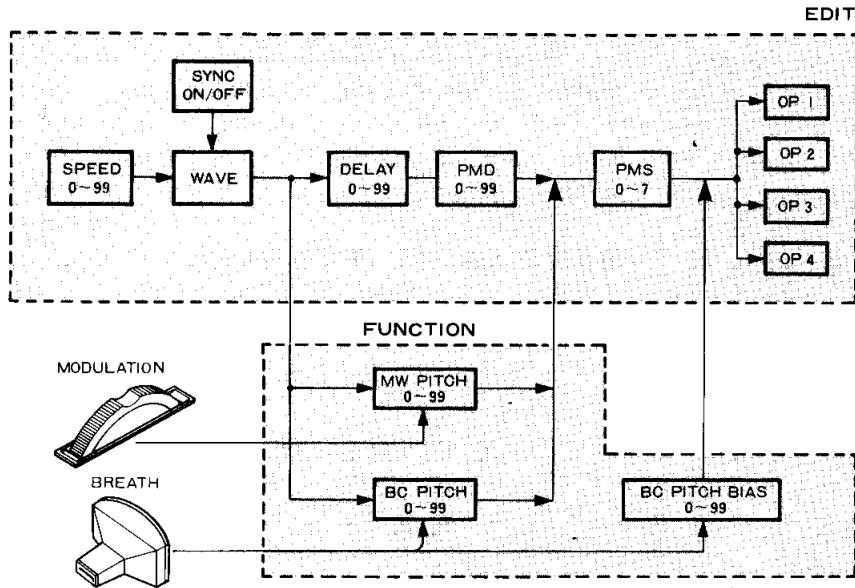 EDIT
SYNC
ON/OFF
SPEED
0~99
WAVE
DELAY
0~99
PMD
0~99
PMS
0~7
OP 1
OP 2
OP 3
OP 4
FUNCTION
MODULATION
MW PITCH
0~99
BREATH
BC PITCH
0~99
BC PITCH BIAS
0~99